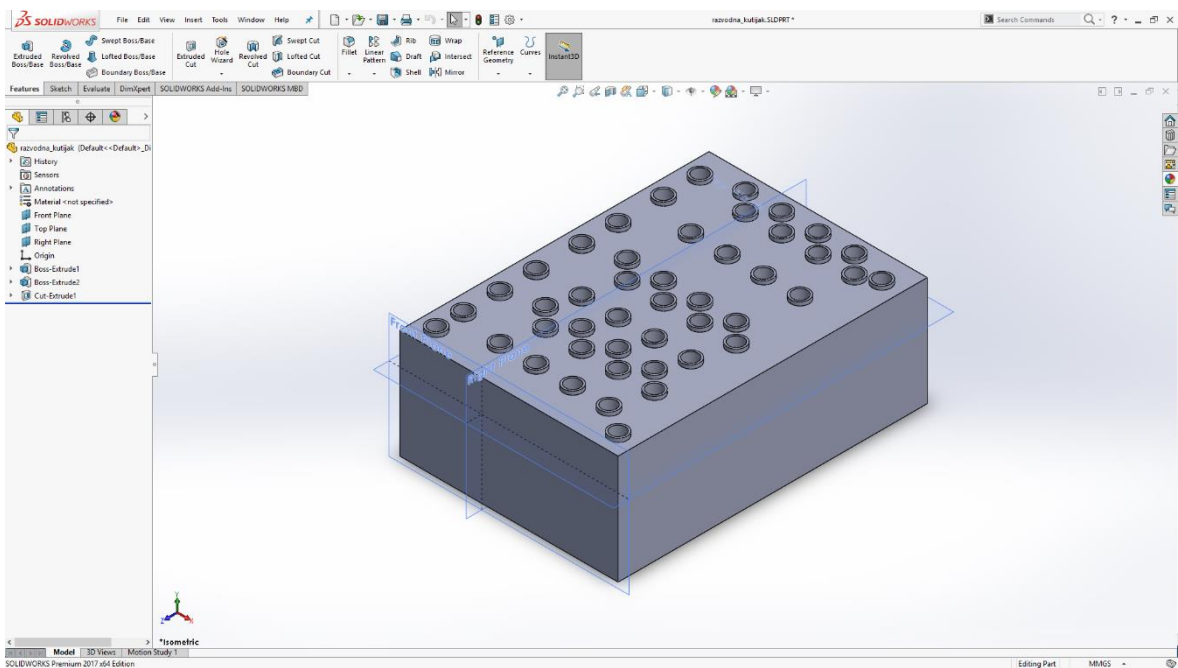 SOLIDWORKS File Edit View Insert Tools Window Help razvodna_kutijak.SLDPRT * Search Commands
Extruded Boss/Base
Revolved Boss/Base
Swept Boss/Base
Lofted Boss/Base
Boundary Boss/Base
Extruded Cut
Hole Wizard
Revolved Cut
Swept Cut
Lofted Cut
Boundary Cut
Fillet
Linear Pattern
Rib
Draft
Shell
Wrap
Intersect
Mirror
Reference Geometry
Curves
Instant3D
Features Sketch Evaluate DimXpert SOLIDWORKS Add-Ins SOLIDWORKS MBD
razvodna_kutijak (Default<<Default>_Di
History
Sensors
Annotations
Material <not specified>
Front Plane
Top Plane
Right Plane
Origin
Boss-Extrude1
Boss-Extrude2
Cut-Extrude1
Front Plane
Right Plane
Y
Z X
*Isometric
Model 3D Views Motion Study 1
SOLIDWORKS Premium 2017 x64 Edition Editing Part MMGS